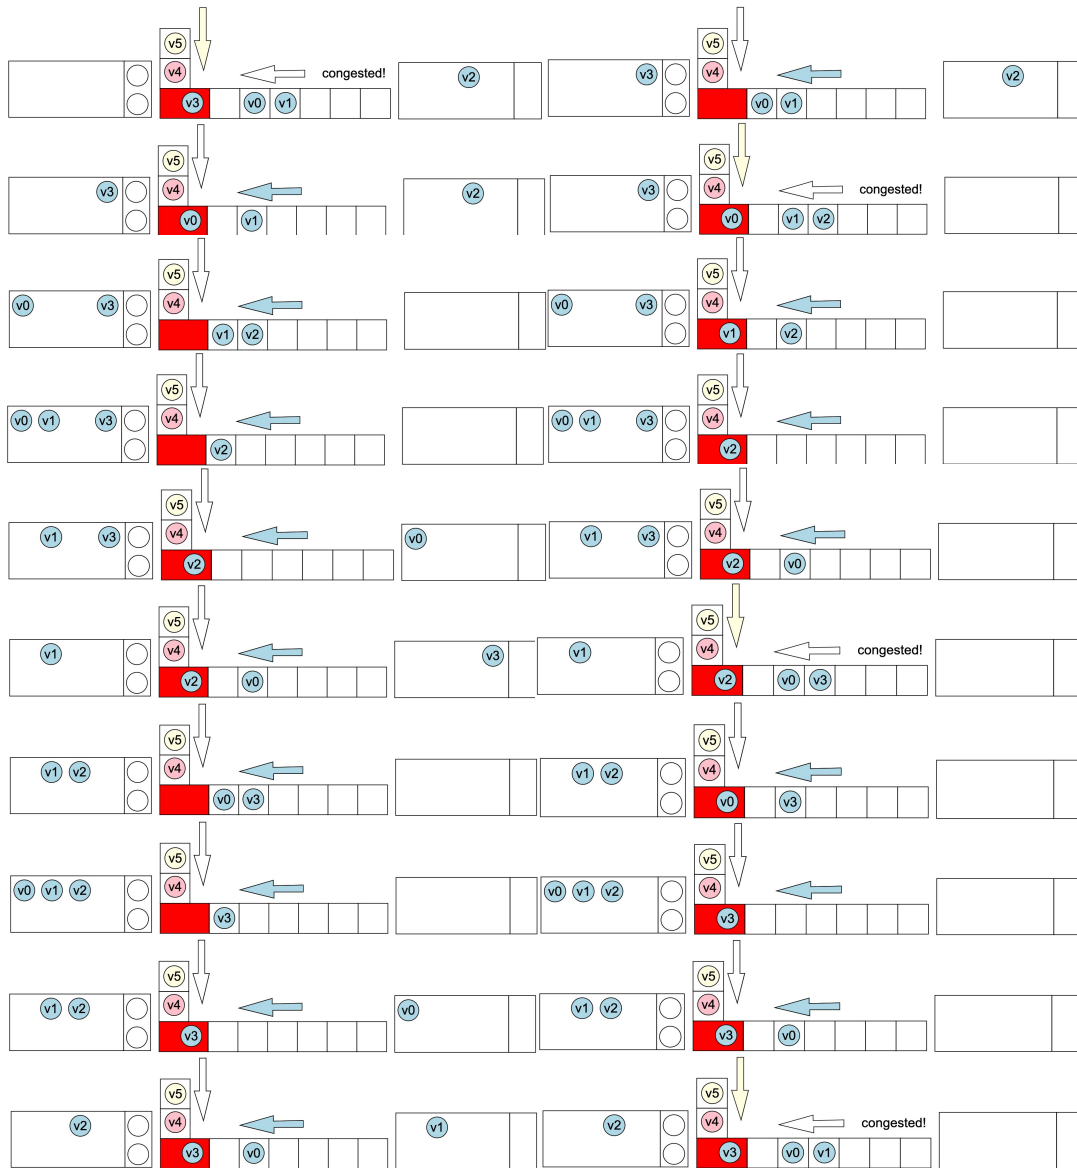 v5 v5
v4 congested! v2 v3 v4 v2
v3 v0 v1 v0 v1
v5 v5
v3 v4 v2 v3 v4 congested!
v0 v1 v0 v1 v2
v5 v5
v0 v3 v4 v0 v3 v4
v1 v2 v1 v2
v5 v5
v0 v1 v3 v4 v0 v1 v3 v4
v2 v2
v5 v5
v1 v3 v4 v0 v1 v3 v4
v2 v2 v0
v5 v5
v1 v4 v3 v1 v4 congested!
v2 v0 v2 v0 v3
v5 v5
v1 v2 v4 v1 v2 v4
v0 v3 v0 v3
v5 v5
v0 v1 v2 v4 v0 v1 v2 v4
v3 v3
v5 v5
v1 v2 v4 v0 v1 v2 v4
v3 v3 v0
v5 v5
v2 v4 v1 v2 v4 congested!
v3 v0 v3 v0 v1